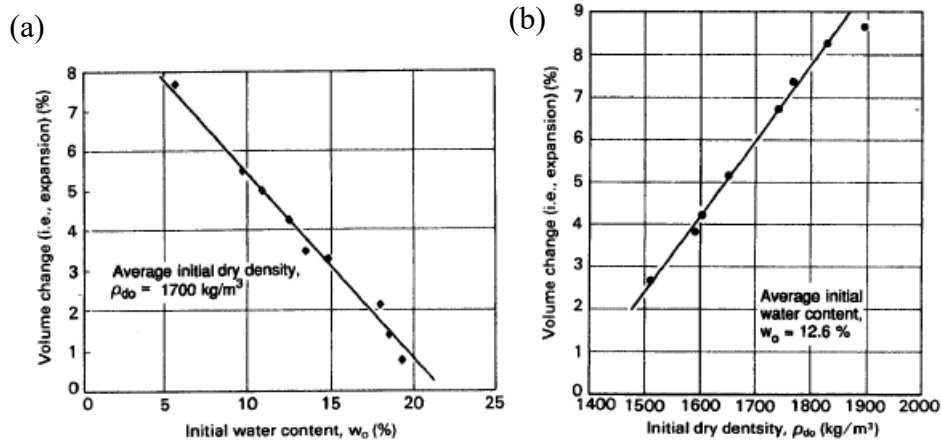 (a)
8
7
6
5
4
3
2
1
0
Volume change (i.e., expansion) (%)
Average initial dry density,
ρdo = 1700 kg/m³
0 5 10 15 20 25
Initial water content, wo (%)
(b)
9
8
7
6
5
4
3
2
1
0
Volume change (i.e., expansion) (%)
Average initial
water content,
wo = 12.6 %
1400 1500 1600 1700 1800 1900 2000
Initial dry dentsity, ρdo (kg/m³)